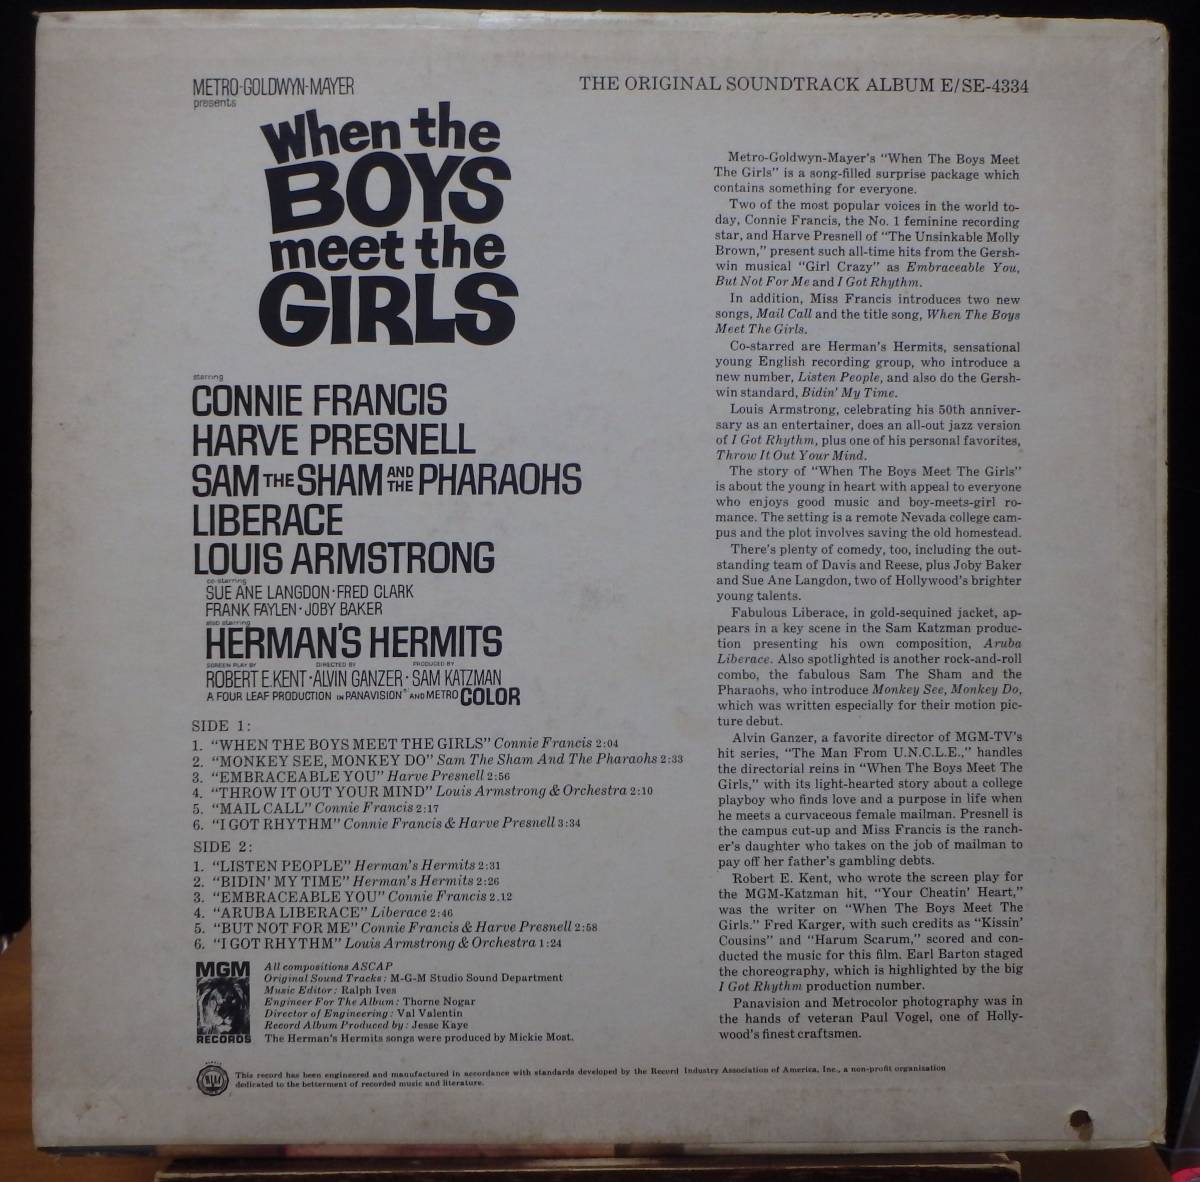 METRO-GOLDWYN-MAYER
presents
When the
BOYS
meet the
GIRLS
starring
CONNIE FRANCIS
HARVE PRESNELL
SAM THE SHAM AND THE PHARAOHS
LIBERACE
LOUIS ARMSTRONG
co-starring
SUE ANE LANGDON · FRED CLARK
FRANK FAYLEN · JOBY BAKER
also starring
HERMAN'S HERMITS
SCREEN PLAY BY DIRECTED BY PRODUCED BY
ROBERT E. KENT · ALVIN GANZER · SAM KATZMAN
A FOUR LEAF PRODUCTION IN PANAVISION® AND METROCOLOR
SIDE 1:
1. "WHEN THE BOYS MEET THE GIRLS" Connie Francis 2:04
2. "MONKEY SEE, MONKEY DO" Sam The Sham And The Pharaohs 2:33
3. "EMBRACEABLE YOU" Harve Presnell 2:56
4. "THROW IT OUT YOUR MIND" Louis Armstrong & Orchestra 2:10
5. "MAIL CALL" Connie Francis 2:17
6. "I GOT RHYTHM" Connie Francis & Harve Presnell 3:34
SIDE 2:
1. "LISTEN PEOPLE" Herman's Hermits 2:31
2. "BIDIN' MY TIME" Herman's Hermits 2:26
3. "EMBRACEABLE YOU" Connie Francis 2.12
4. "ARUBA LIBERACE" Liberace 2:46
5. "BUT NOT FOR ME" Connie Francis & Harve Presnell 2:58
6. "I GOT RHYTHM" Louis Armstrong & Orchestra 1:24
MGM
RECORDS
All compositions ASCAP
Original Sound Tracks: M-G-M Studio Sound Department
Music Editor: Ralph Ives
Engineer For The Album: Thorne Nogar
Director of Engineering: Val Valentin
Record Album Produced by: Jesse Kaye
The Herman's Hermits songs were produced by Mickie Most.
THE ORIGINAL SOUNDTRACK ALBUM E/SE-4334
Metro-Goldwyn-Mayer's "When The Boys Meet
The Girls" is a song-filled surprise package which
contains something for everyone.
Two of the most popular voices in the world to-
day, Connie Francis, the No. 1 feminine recording
star, and Harve Presnell of "The Unsinkable Molly
Brown," present such all-time hits from the Gersh-
win musical "Girl Crazy" as Embraceable You,
But Not For Me and I Got Rhythm.
In addition, Miss Francis introduces two new
songs, Mail Call and the title song, When The Boys
Meet The Girls.
Co-starred are Herman's Hermits, sensational
young English recording group, who introduce a
new number, Listen People, and also do the Gersh-
win standard, Bidin' My Time.
Louis Armstrong, celebrating his 50th anniver-
sary as an entertainer, does an all-out jazz version
of I Got Rhythm, plus one of his personal favorites,
Throw It Out Your Mind.
The story of "When The Boys Meet The Girls"
is about the young in heart with appeal to everyone
who enjoys good music and boy-meets-girl ro-
mance. The setting is a remote Nevada college cam-
pus and the plot involves saving the old homestead.
There's plenty of comedy, too, including the out-
standing team of Davis and Reese, plus Joby Baker
and Sue Ane Langdon, two of Hollywood's brighter
young talents.
Fabulous Liberace, in gold-sequined jacket, ap-
pears in a key scene in the Sam Katzman produc-
tion presenting his own composition, Aruba
Liberace. Also spotlighted is another rock-and-roll
combo, the fabulous Sam The Sham and the
Pharaohs, who introduce Monkey See, Monkey Do,
which was written especially for their motion pic-
ture debut.
Alvin Ganzer, a favorite director of MGM-TV's
hit series, "The Man From U.N.C.L.E.," handles
the directorial reins in "When The Boys Meet The
Girls," with its light-hearted story about a college
playboy who finds love and a purpose in life when
he meets a curvaceous female mailman. Presnell is
the campus cut-up and Miss Francis is the ranch-
er's daughter who takes on the job of mailman to
pay off her father's gambling debts.
Robert E. Kent, who wrote the screen play for
the MGM-Katzman hit, "Your Cheatin' Heart,"
was the writer on "When The Boys Meet The
Girls." Fred Karger, with such credits as "Kissin'
Cousins" and "Harum Scarum," scored and con-
ducted the music for this film. Earl Barton staged
the choreography, which is highlighted by the big
I Got Rhythm production number.
Panavision and Metrocolor photography was in
the hands of veteran Paul Vogel, one of Holly-
wood's finest craftsmen.
This record has been engineered and manufactured in accordance with standards developed by the Record Industry Association of America, Inc., a non-profit organization
dedicated to the betterment of recorded music and literature.